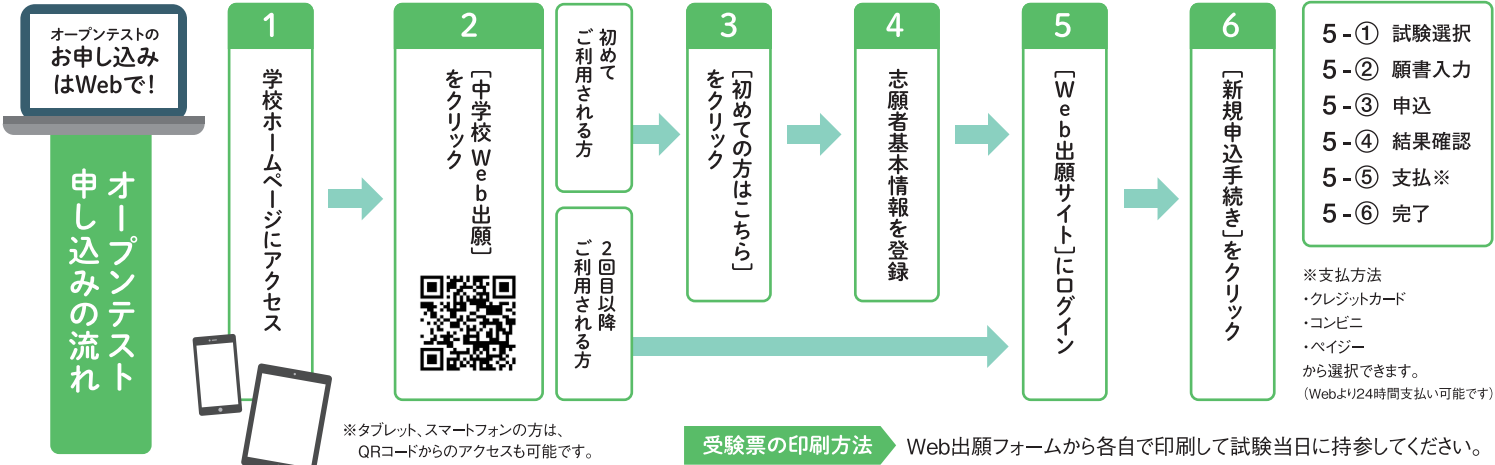 オープンテストの
お申し込み
はWebで!
オープンテスト
申し込みの流れ
1
学校ホームページにアクセス
2
[中学校 Web出願]
をクリック
初めて
ご利用される方
2回目以降
ご利用される方
3
[初めての方はこちら]
をクリック
4
志願者基本情報を登録
5
[Web出願サイト]にログイン
6
[新規申込手続き]をクリック
5-① 試験選択
5-② 願書入力
5-③ 申込
5-④ 結果確認
5-⑤ 支払※
5-⑥ 完了
※支払方法
・クレジットカード
・コンビニ
・ペイジー
から選択できます。
(Webより24時間支払い可能です)
※タブレット、スマートフォンの方は、
QRコードからのアクセスも可能です。
受験票の印刷方法 Web出願フォームから各自で印刷して試験当日に持参してください。